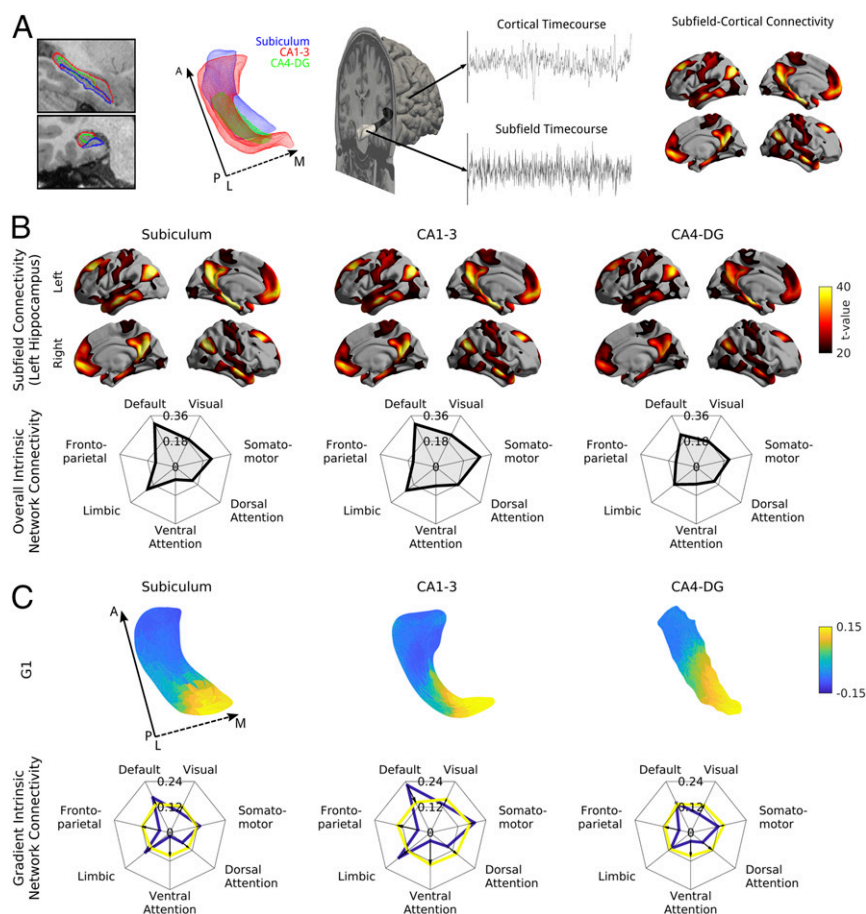 A
Subiculum
CA1-3
CA4-DG
A
P
L
M
Cortical Timecourse
Subfield Timecourse
Subfield-Cortical Connectivity
B
Subiculum
CA1-3
CA4-DG
Subfield Connectivity
(Left Hippocampus)
Left
Right
40
t-value
20
Overall Intrinsic
Network Connectivity
Default
Visual
0.36
0.18
0
Fronto-
parietal
Somato-
motor
Limbic
Dorsal
Attention
Ventral
Attention
Default
Visual
0.36
0.18
0
Fronto-
parietal
Somato-
motor
Limbic
Dorsal
Attention
Ventral
Attention
Default
Visual
0.36
0.18
0
Fronto-
parietal
Somato-
motor
Limbic
Dorsal
Attention
Ventral
Attention
C
Subiculum
CA1-3
CA4-DG
G1
A
P
L
M
0.15
-0.15
Gradient Intrinsic
Network Connectivity
Default
Visual
0.24
0.12
0
Fronto-
parietal
Somato-
motor
Limbic
Dorsal
Attention
Ventral
Attention
Default
Visual
0.24
0.12
0
Fronto-
parietal
Somato-
motor
Limbic
Dorsal
Attention
Ventral
Attention
Default
Visual
0.24
0.12
0
Fronto-
parietal
Somato-
motor
Limbic
Dorsal
Attention
Ventral
Attention